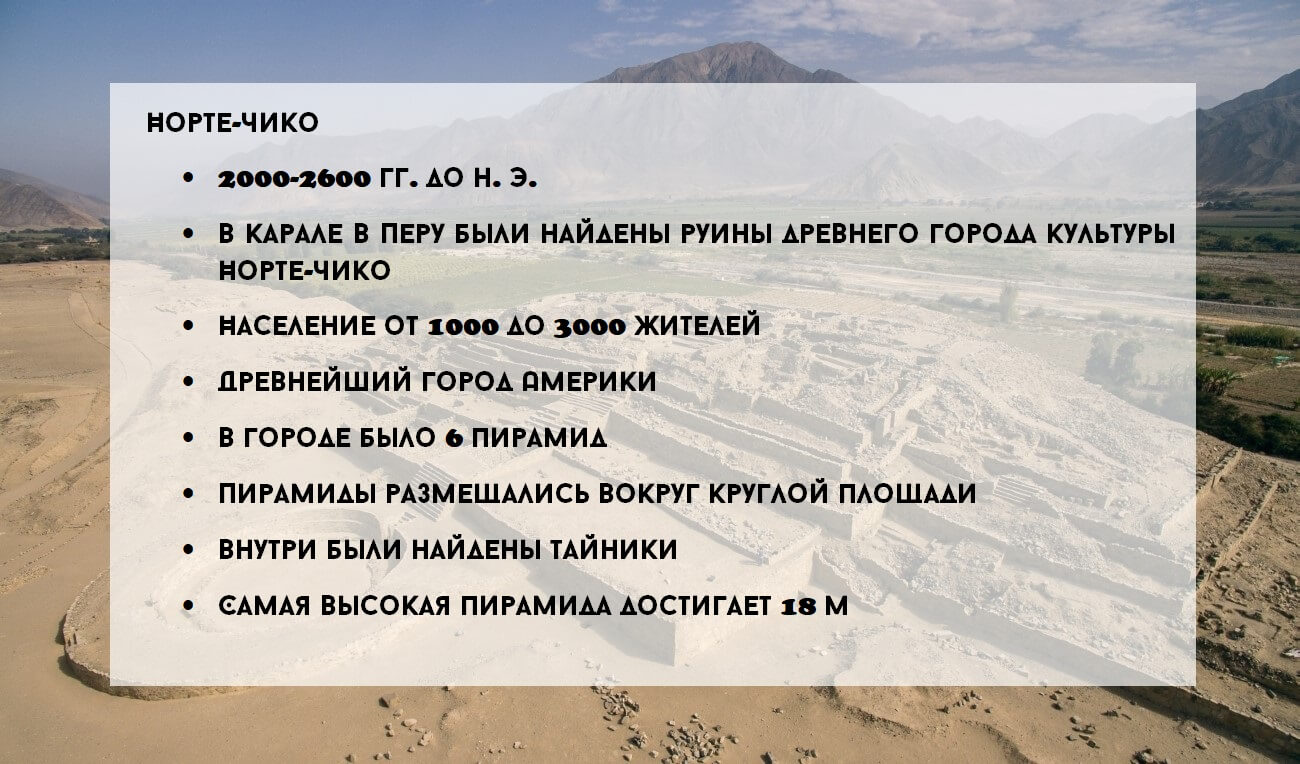 НОРТЕ-ЧИКО
• 2000-2600 ГГ. ДО Н. Э.
• В КАРАЛЕ В ПЕРУ БЫЛИ НАЙДЕНЫ РУИНЫ ДРЕВНЕГО ГОРОДА КУЛЬТУРЫ
НОРТЕ-ЧИКО
• НАСЕЛЕНИЕ ОТ 1000 ДО 3000 ЖИТЕЛЕЙ
• ДРЕВНЕЙШИЙ ГОРОД АМЕРИКИ
• В ГОРОДЕ БЫЛО 6 ПИРАМИД
• ПИРАМИДЫ РАЗМЕЩАЛИСЬ ВОКРУГ КРУГЛОЙ ПЛОЩАДИ
• ВНУТРИ БЫЛИ НАЙДЕНЫ ТАЙНИКИ
• САМАЯ ВЫСОКАЯ ПИРАМИДА ДОСТИГАЕТ 18 М